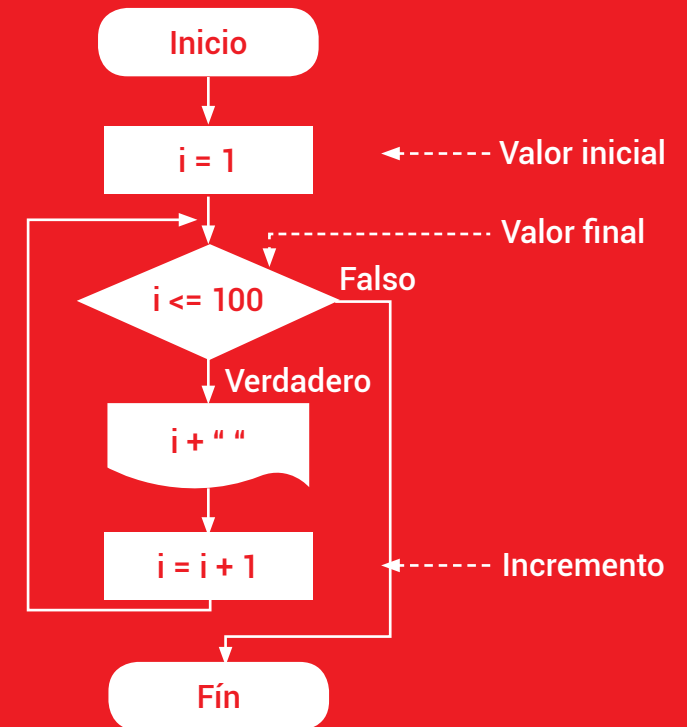 Inicio
i = 1
Valor inicial
Valor final
i <= 100
Falso
Verdadero
i + “ “
i = i + 1
Incremento
Fín